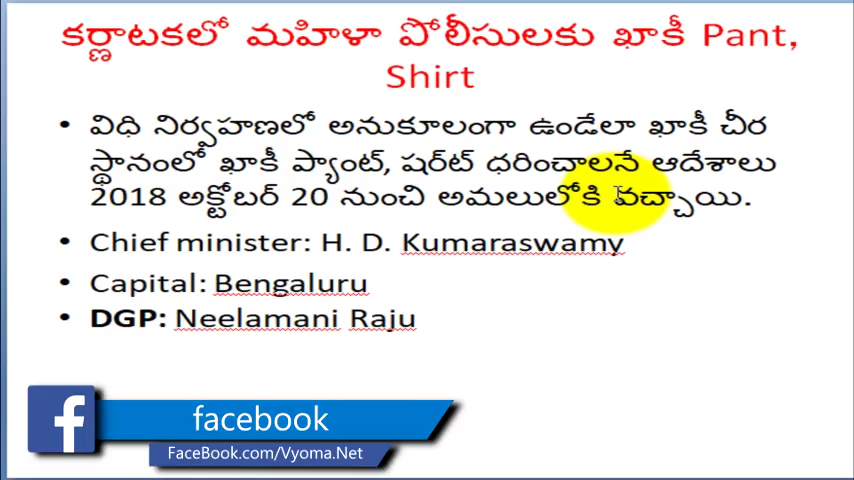 కర్ణాటకలో మహిళా పోలీసులకు ఖాకీ Pant,
Shirt
• విధి నిర్వహణలో అనుకూలంగా ఉండేలా ఖాకీ చీర
స్థానంలో ఖాకీ ప్యాంట్, షర్ట్ ధరించాలనే ఆదేశాలు
2018 అక్టోబర్ 20 నుంచి అమలులోకి వచ్చాయి.
• Chief minister: H. D. Kumaraswamy
• Capital: Bengaluru
• DGP: Neelamani Raju
f facebook
FaceBook.com/Vyoma.Net